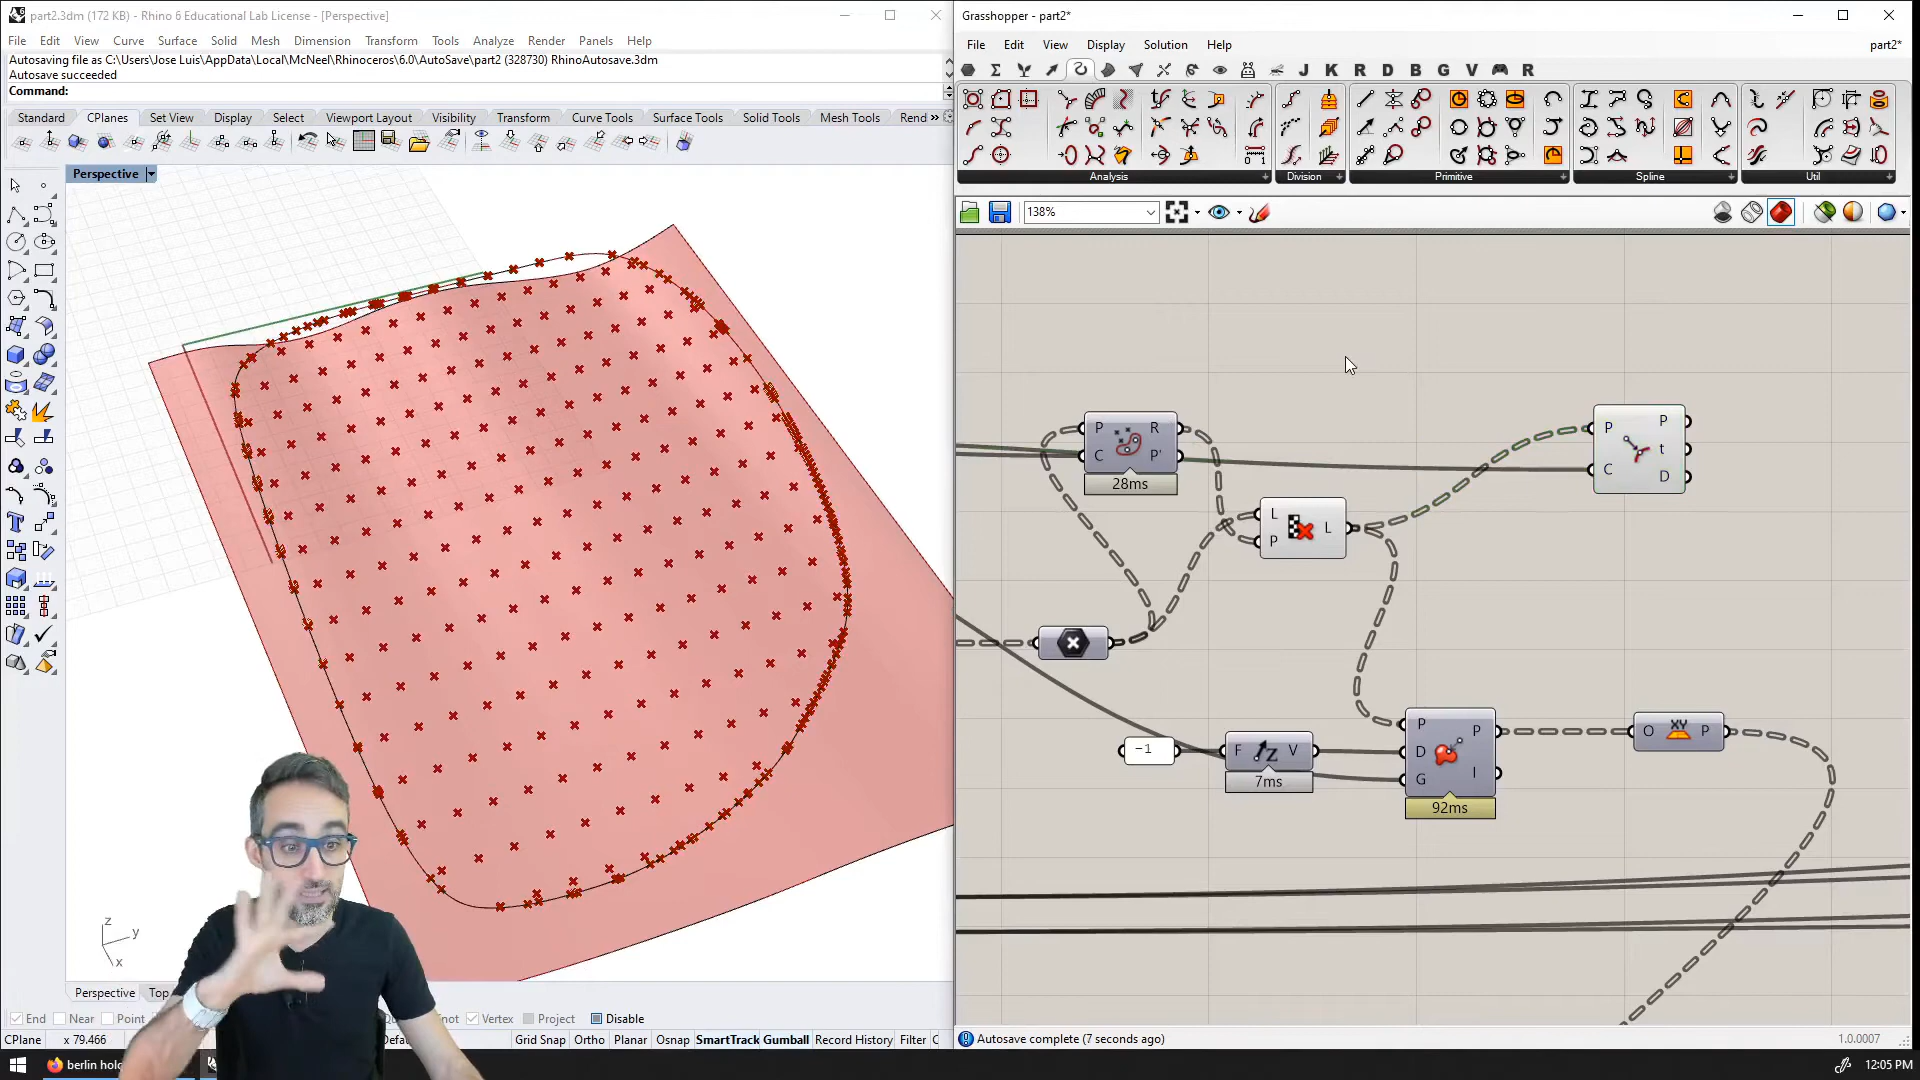 part2.3dm (172 KB) - Rhino 6 Educational Lab License - [Perspective]
File Edit View Curve Surface Solid Mesh Dimension Transform Tools Analyze Render Panels Help
Autosaving file as C:\Users\Jose Luis\AppData\Local\McNeel\Rhinoceros\6.0\AutoSave\part2 (328730) RhinoAutosave.3dm
Autosave succeeded
Command:
Standard CPlanes Set View Display Select Viewport Layout Visibility Transform Curve Tools Surface Tools Solid Tools Mesh Tools Rend »
Perspective
z
y
x
Perspective Top
End Near Point Knot Vertex Project Disable
CPlane x 79.466 Grid Snap Ortho Planar Osnap SmartTrack Gumball Record History Filter
berlin holo
Grasshopper - part2*
File Edit View Display Solution Help part2*
J K R D B G V R
Analysis Division Primitive Spline Util
138%
P R
C P'
28ms
P P
t
C D
L
P L
-1
F V
7ms
P P
D
G I
92ms
XY
O P
Autosave complete (7 seconds ago) 1.0.0007
12:05 PM